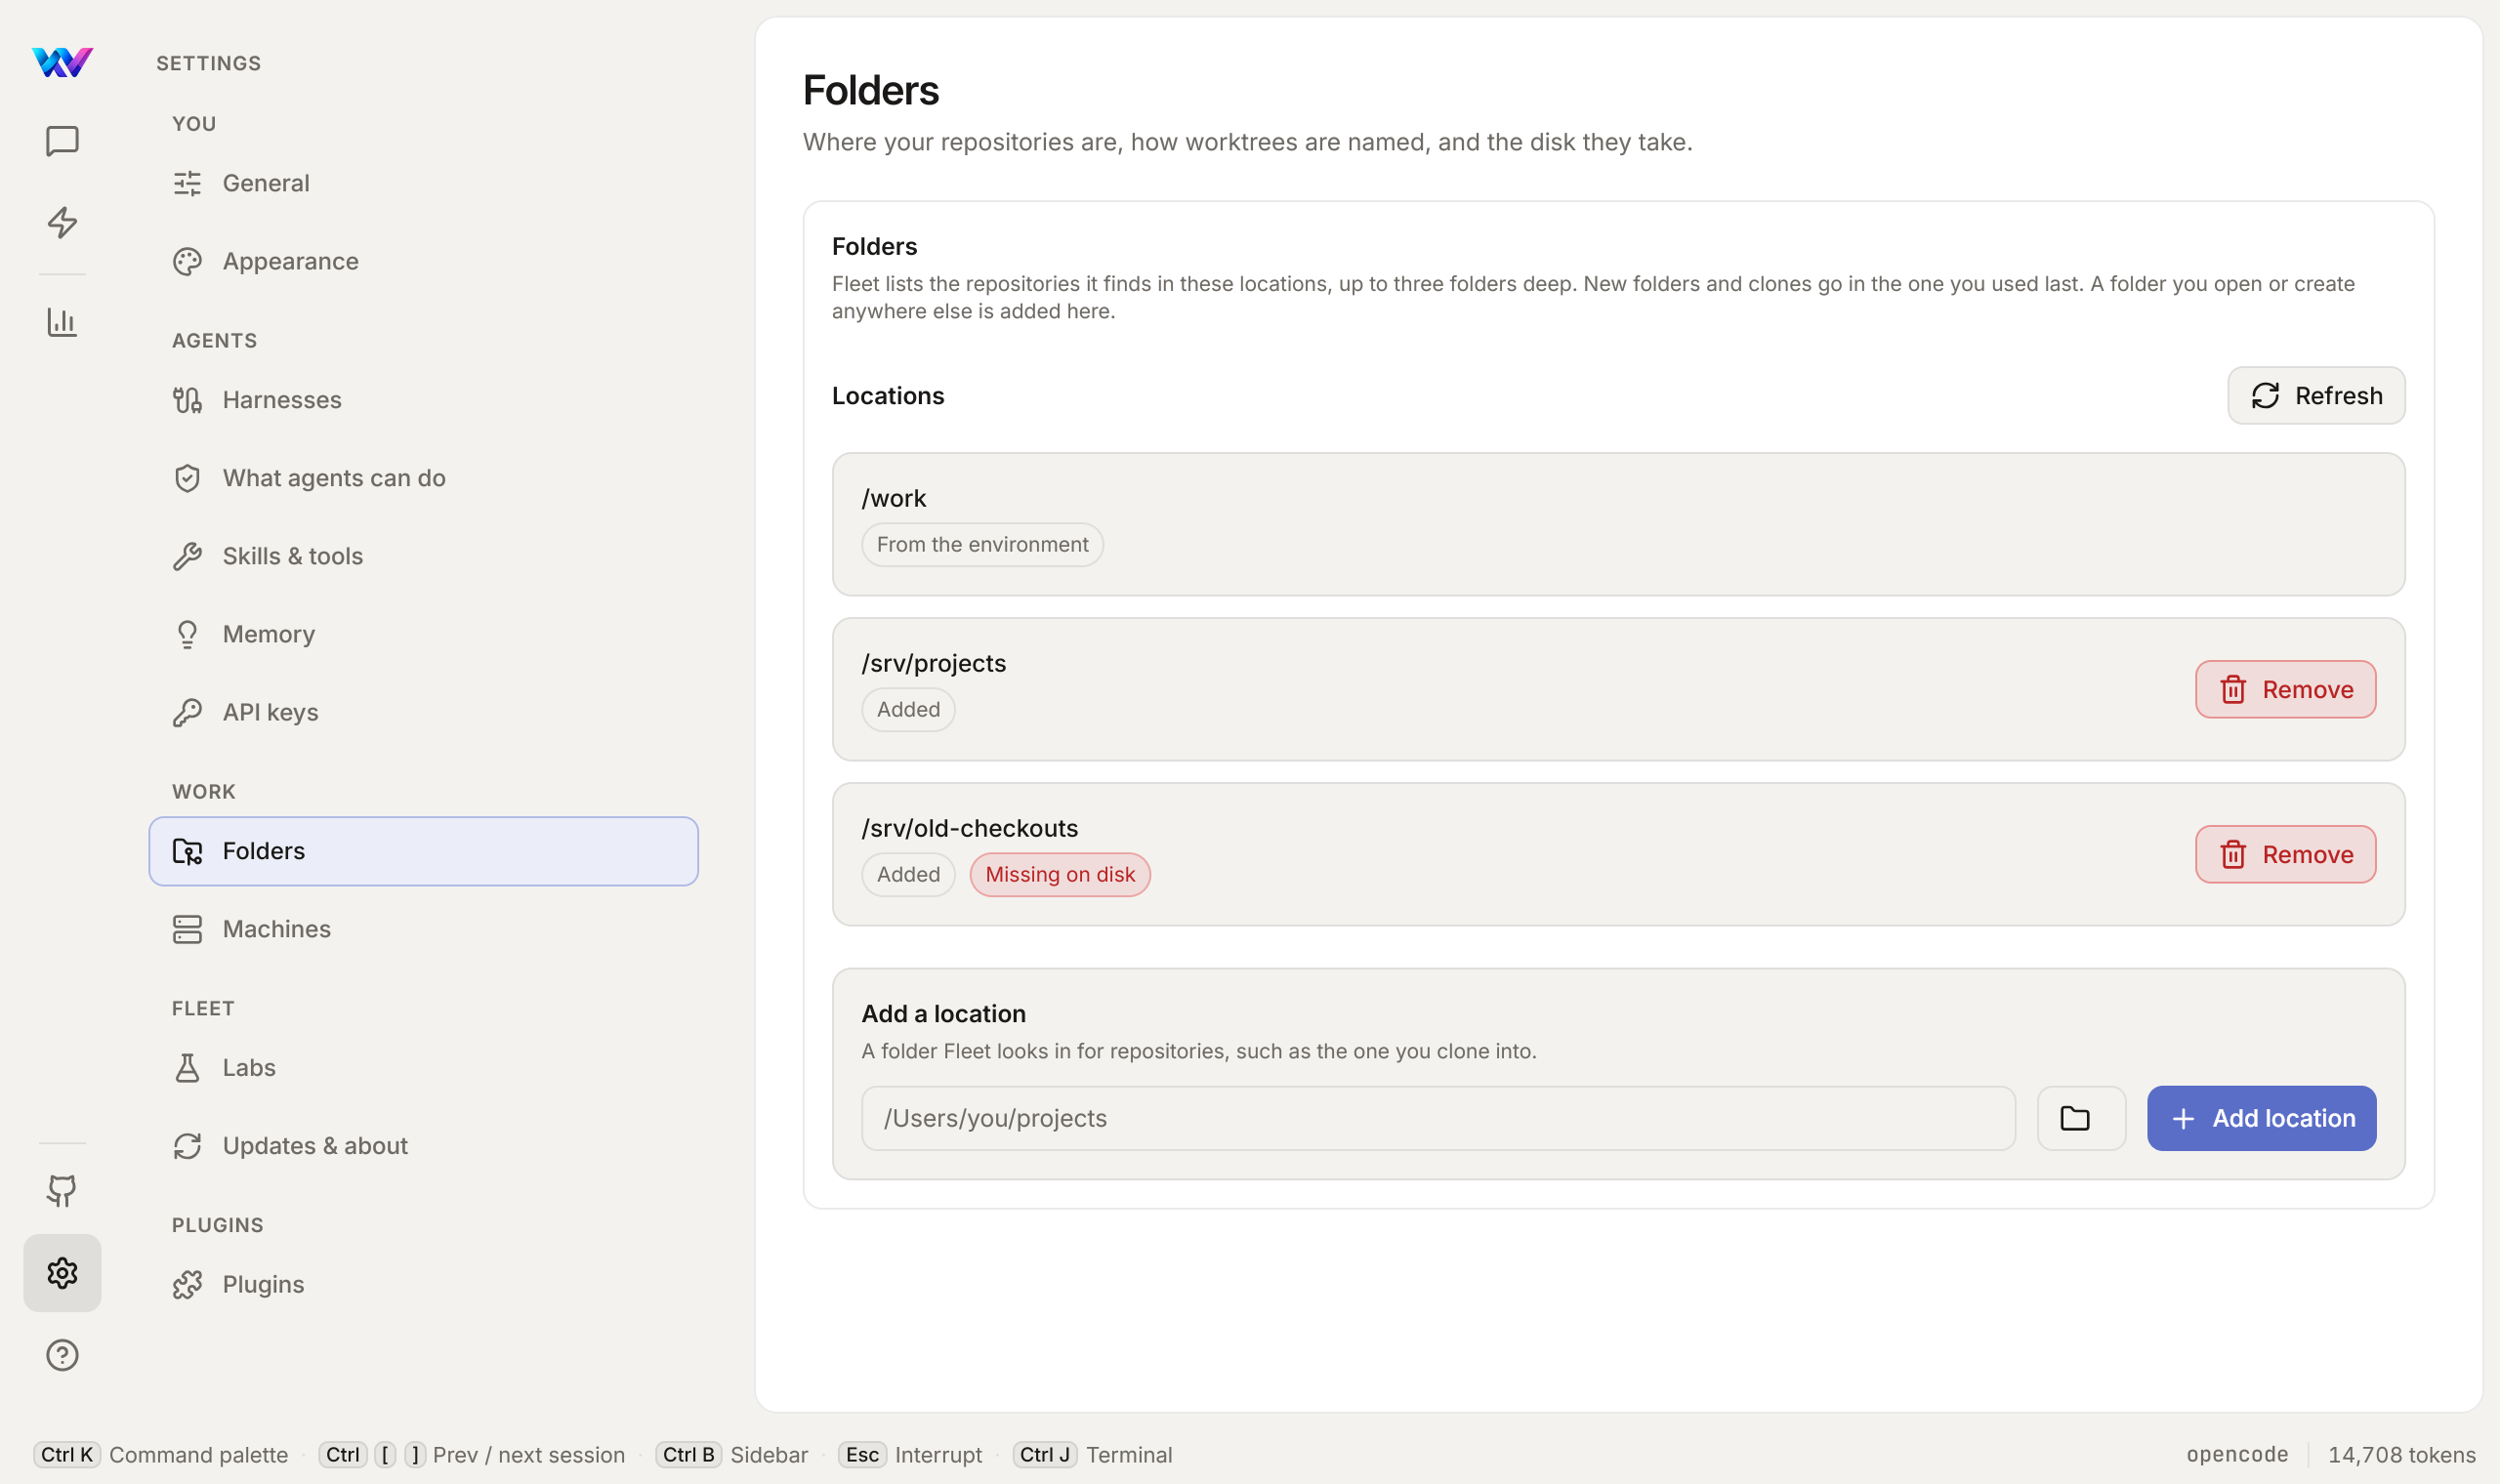 SETTINGS
YOU
General
Appearance
AGENTS
Harnesses
What agents can do
Skills & tools
Memory
API keys
WORK
Folders
Machines
FLEET
Labs
Updates & about
PLUGINS
Plugins
Folders
Where your repositories are, how worktrees are named, and the disk they take.
Folders
Fleet lists the repositories it finds in these locations, up to three folders deep. New folders and clones go in the one you used last. A folder you open or create
anywhere else is added here.
Locations
Refresh
/work
From the environment
/srv/projects
Added
Remove
/srv/old-checkouts
Added Missing on disk
Remove
Add a location
A folder Fleet looks in for repositories, such as the one you clone into.
/Users/you/projects
Add location
Ctrl K Command palette · Ctrl [ ] Prev / next session · Ctrl B Sidebar · Esc Interrupt · Ctrl J Terminal
opencode 14,708 tokens